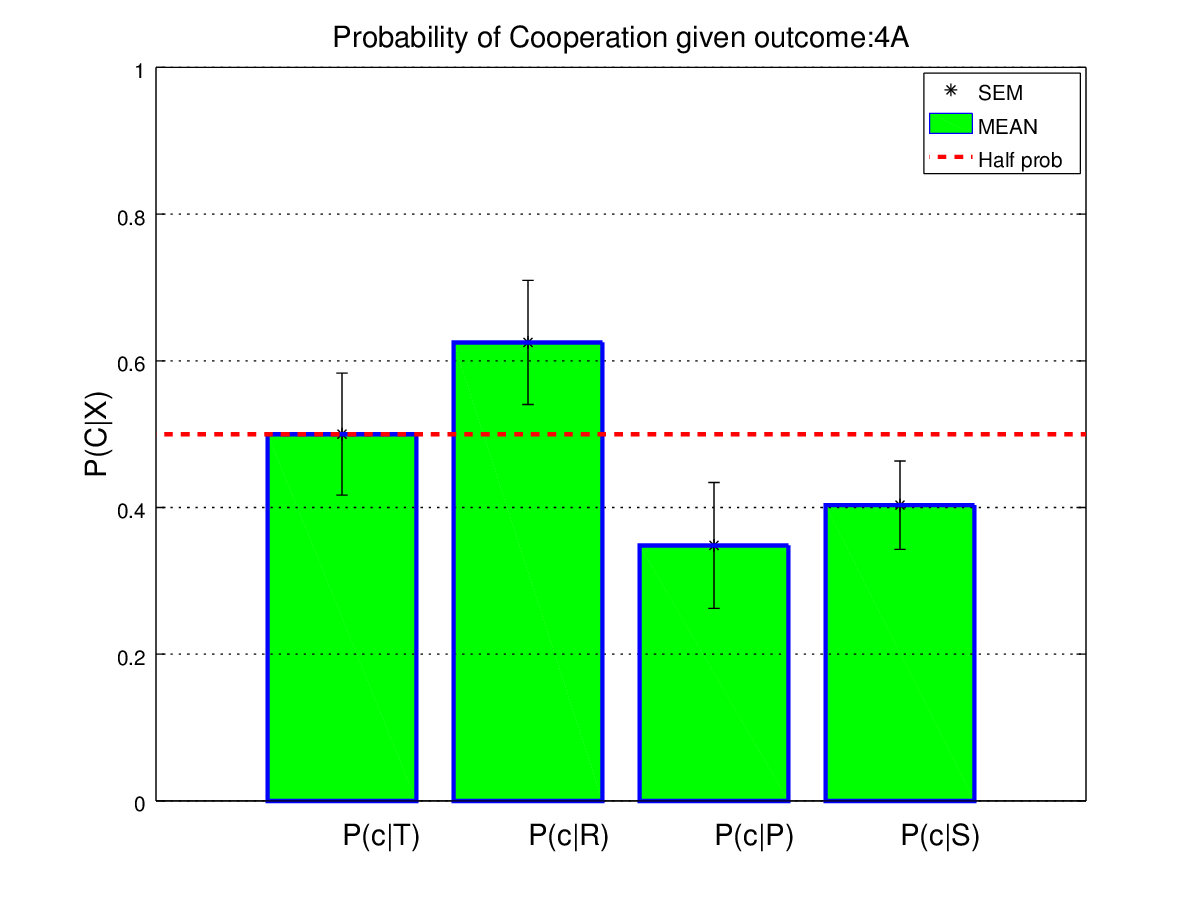 Probability of Cooperation given outcome:4A
1
0.8
0.6
0.4
0.2
0
P(C|X)
SEM
MEAN
Half prob
P(c|T)
P(c|R)
P(c|P)
P(c|S)